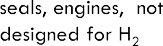 seals, engines, not
designed for H₂